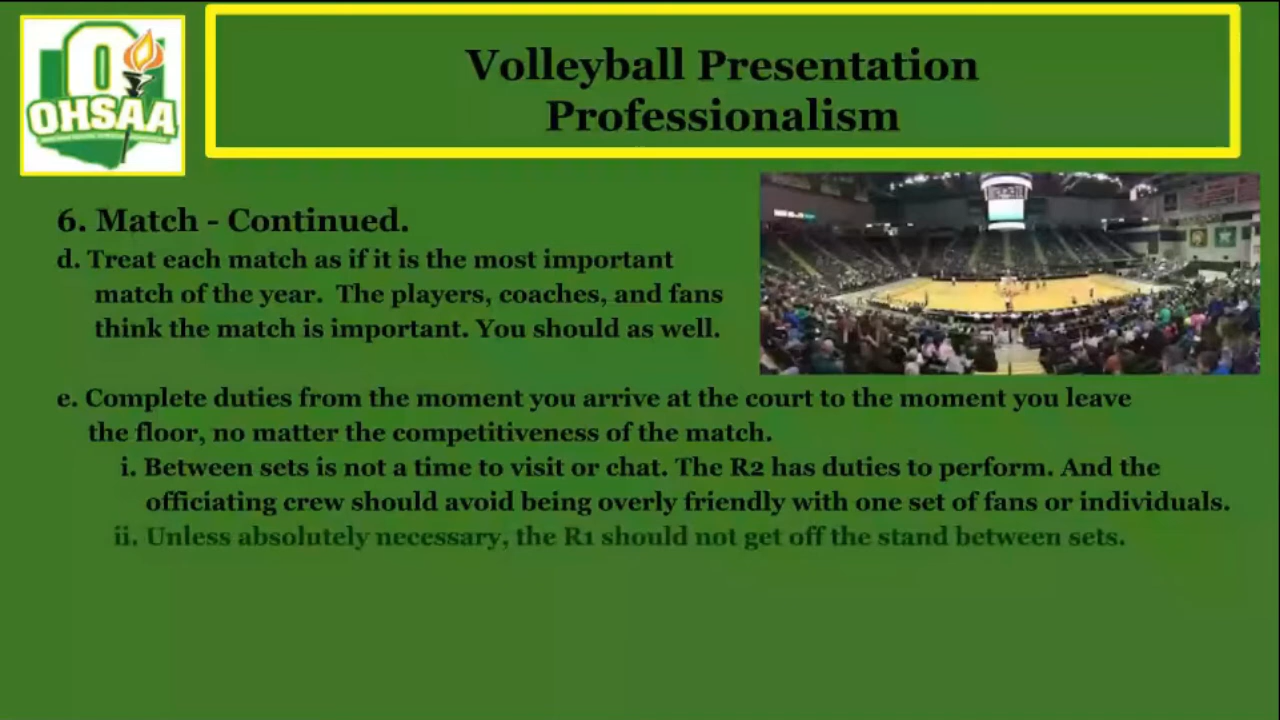 OHSAA
Volleyball Presentation
Professionalism
6. Match - Continued.
d. Treat each match as if it is the most important
match of the year.  The players, coaches, and fans
think the match is important. You should as well.
e. Complete duties from the moment you arrive at the court to the moment you leave
the floor, no matter the competitiveness of the match.
i. Between sets is not a time to visit or chat. The R2 has duties to perform. And the
officiating crew should avoid being overly friendly with one set of fans or individuals.
ii. Unless absolutely necessary, the R1 should not get off the stand between sets.